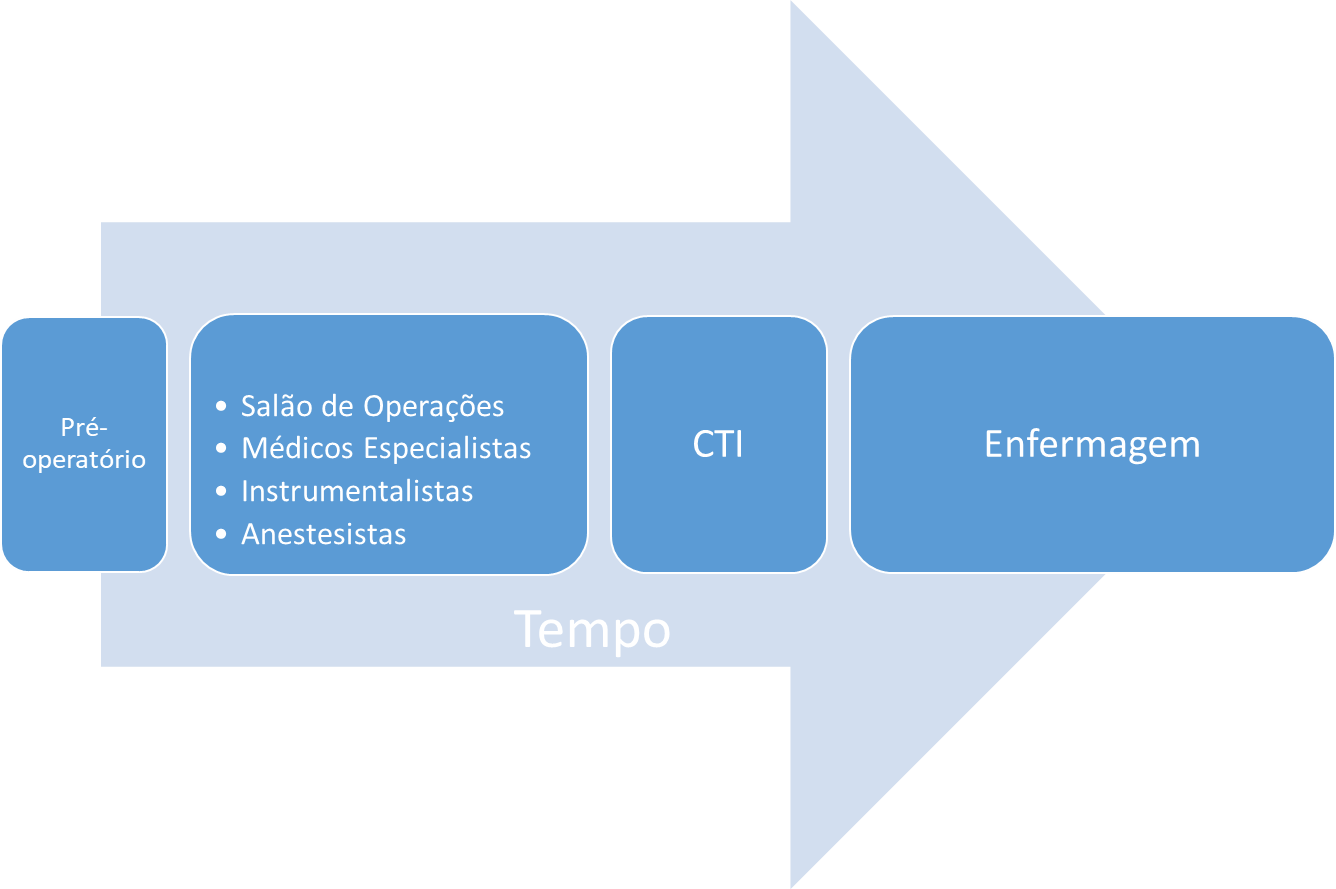 Pré-
operatório
• Salão de Operações
• Médicos Especialistas
• Instrumentalistas
• Anestesistas
CTI
Enfermagem
Tempo